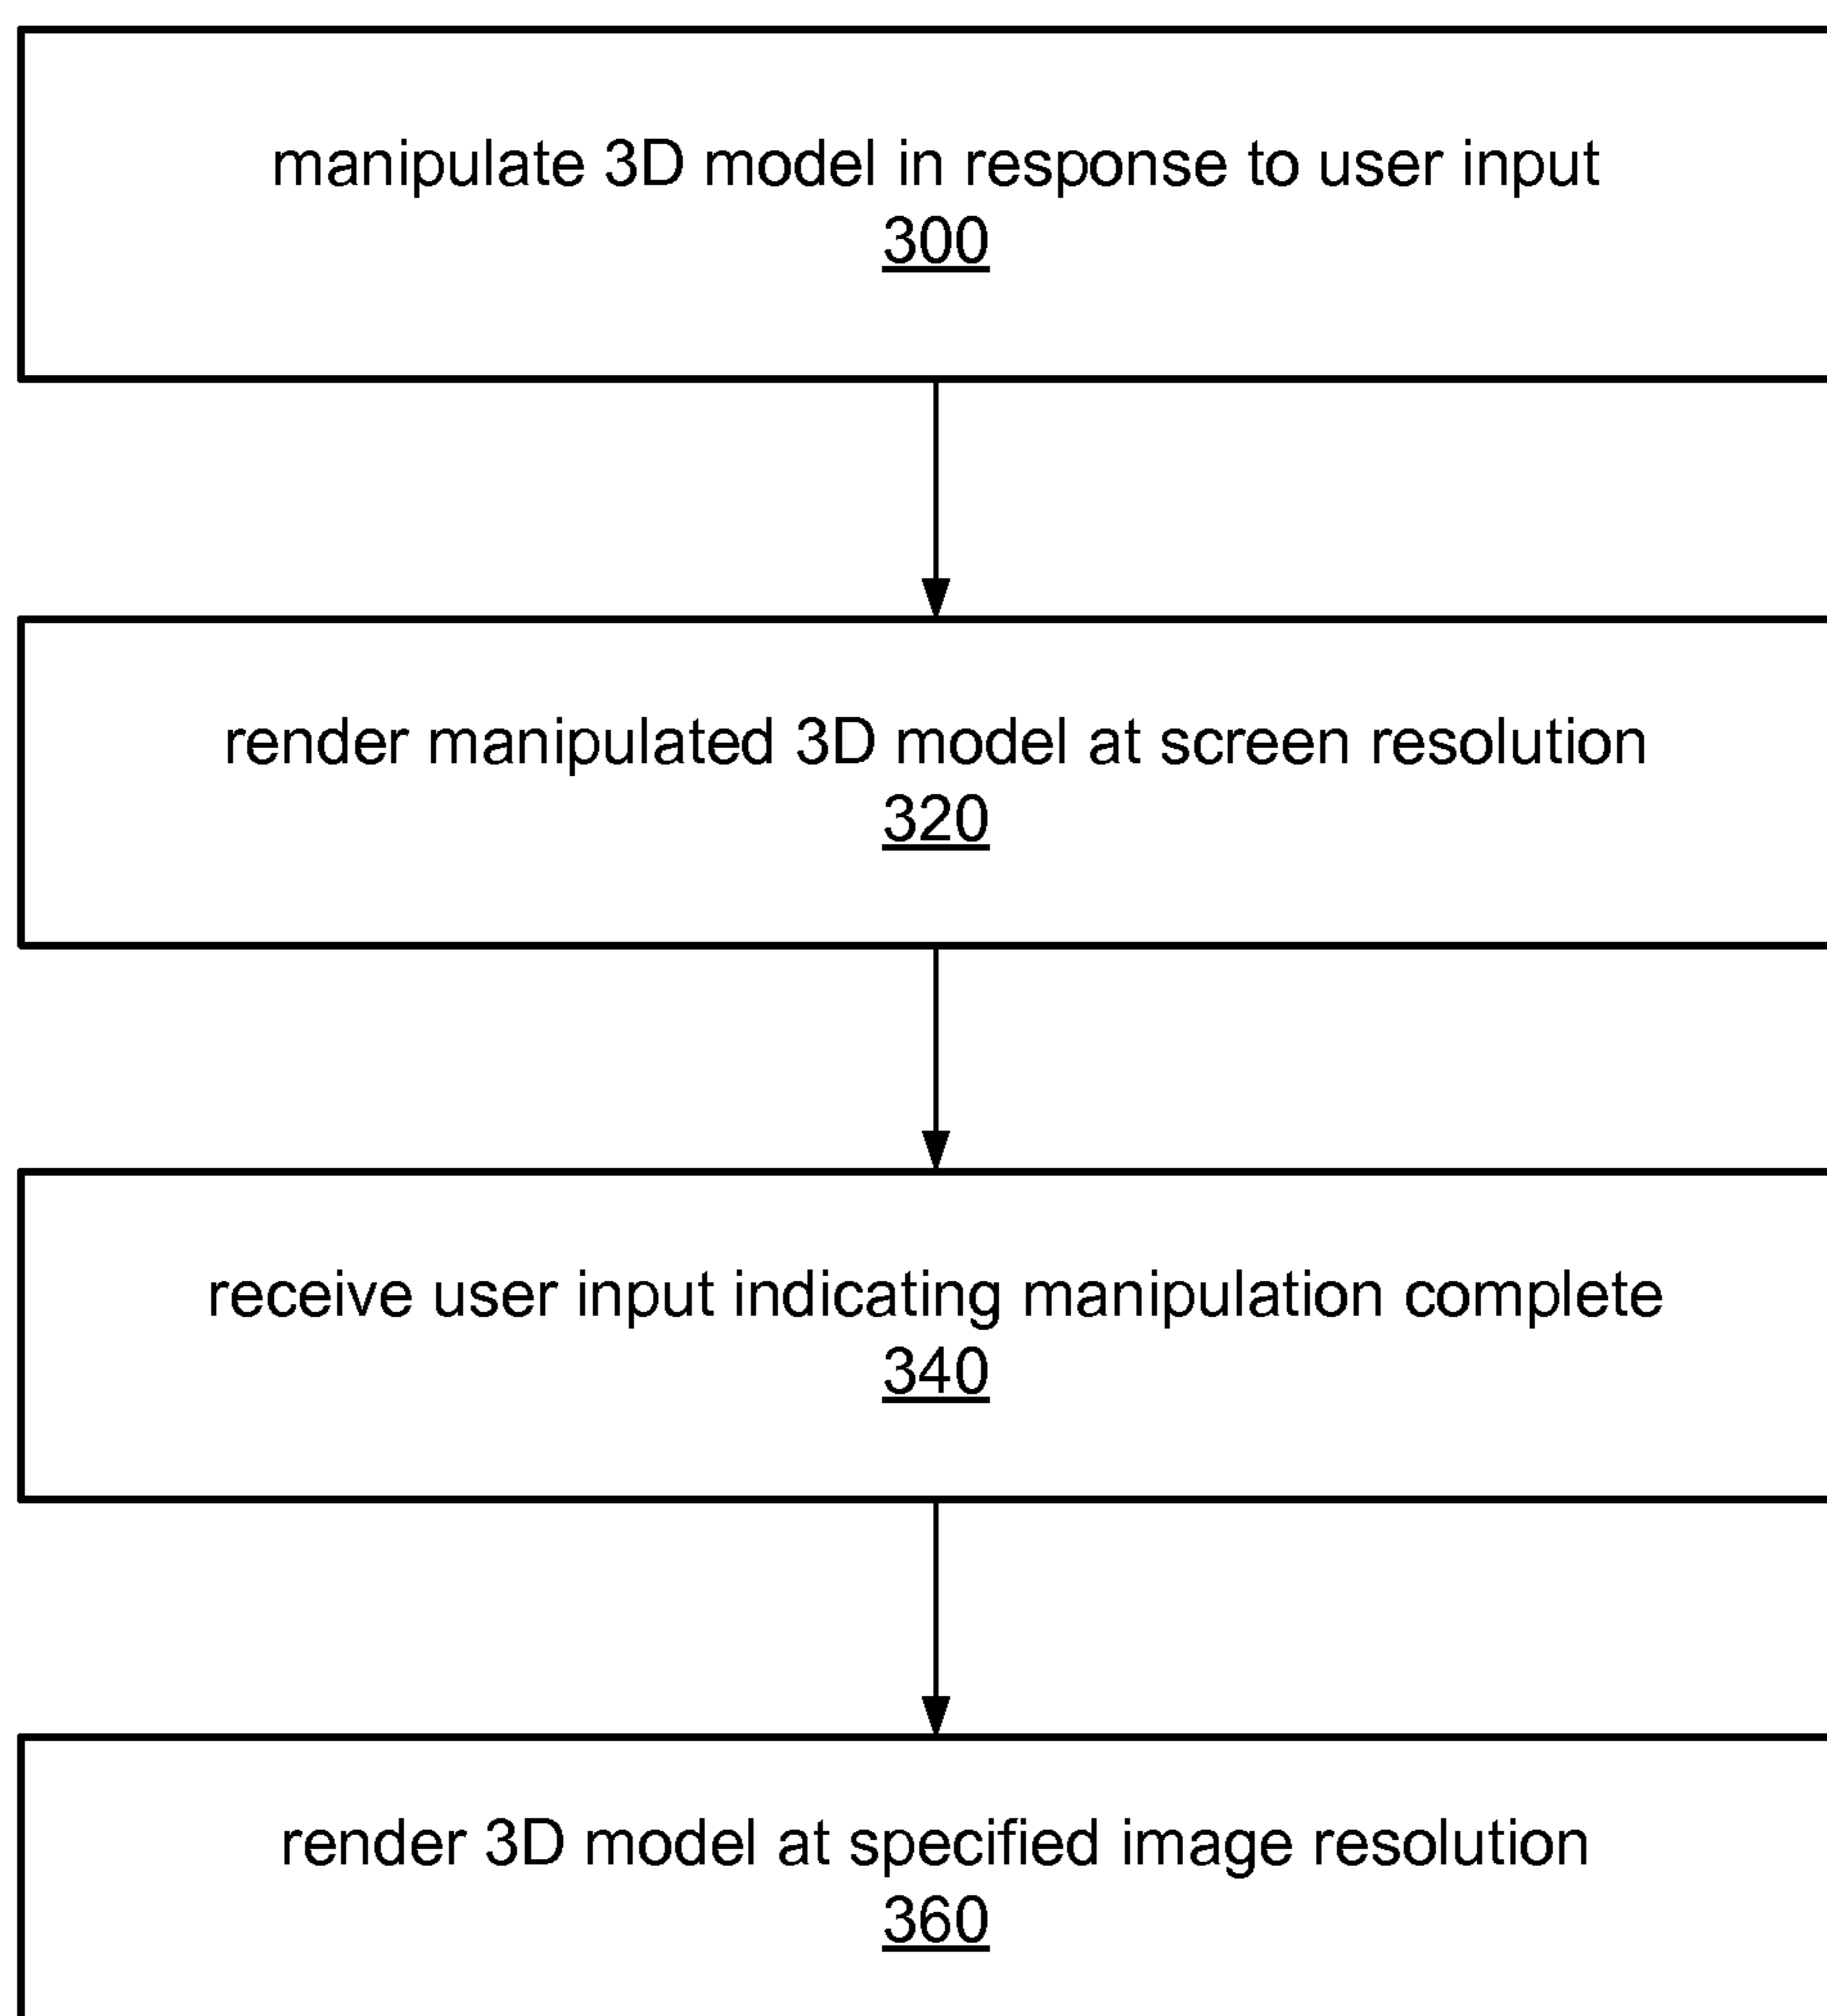 manipulate 3D model in response to user input
300
render manipulated 3D model at screen resolution
320
receive user input indicating manipulation complete
340
render 3D model at specified image resolution
360